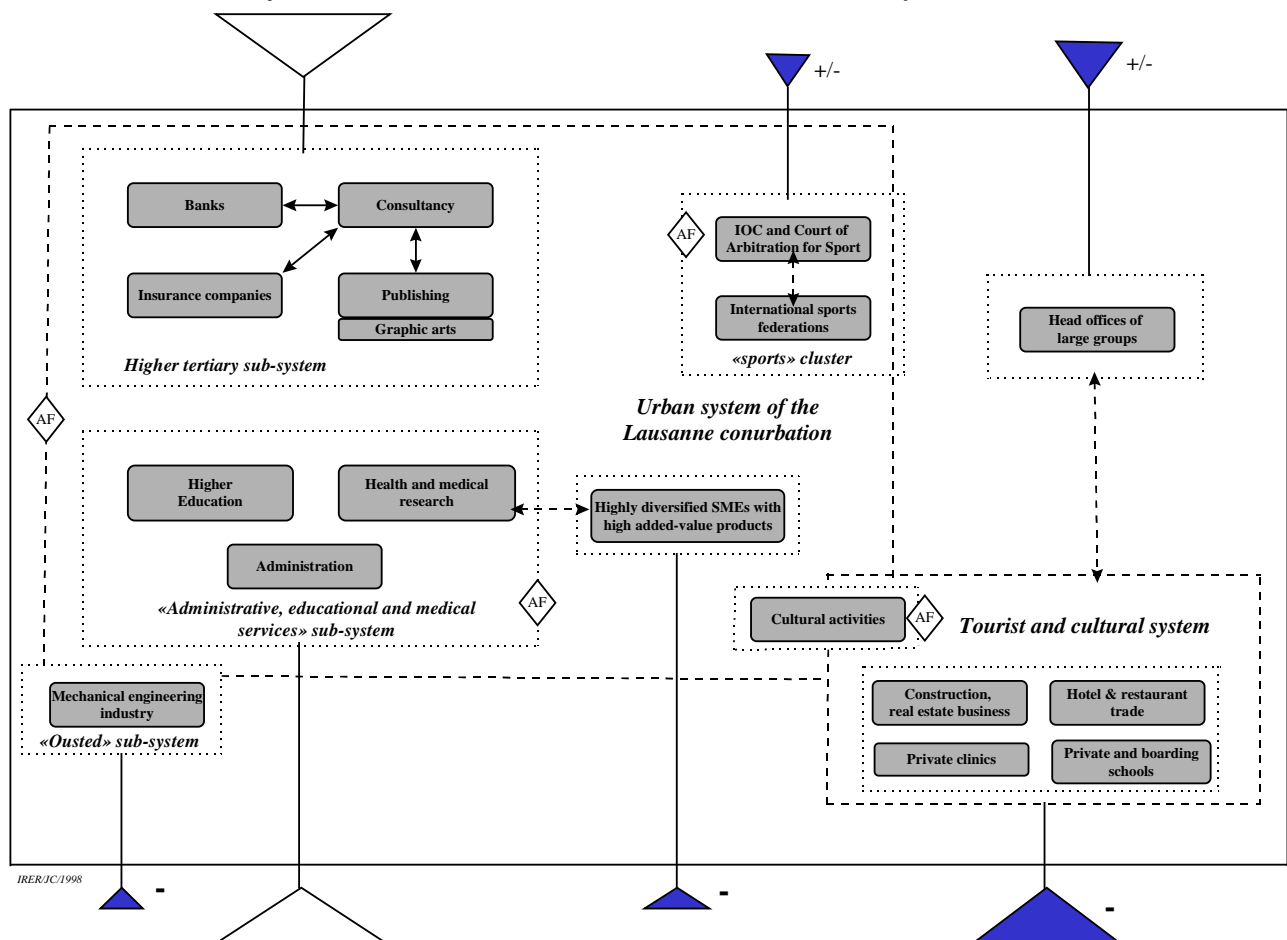 +/-
+/-
Banks
Consultancy
Insurance companies
Publishing
Graphic arts
Higher tertiary sub-system
AF
IOC and Court of
Arbitration for Sport
International sports
federations
«sports» cluster
Head offices of
large groups
AF
Urban system of the
Lausanne conurbation
Higher
Education
Health and medical
research
Administration
«Administrative, educational and medical
services» sub-system
AF
Highly diversified SMEs with
high added-value products
Cultural activities
AF
Tourist and cultural system
Mechanical engineering
industry
«Ousted» sub-system
Construction,
real estate business
Hotel & restaurant
trade
Private clinics
Private and boarding
schools
IRER/JC/1998
-
-
-